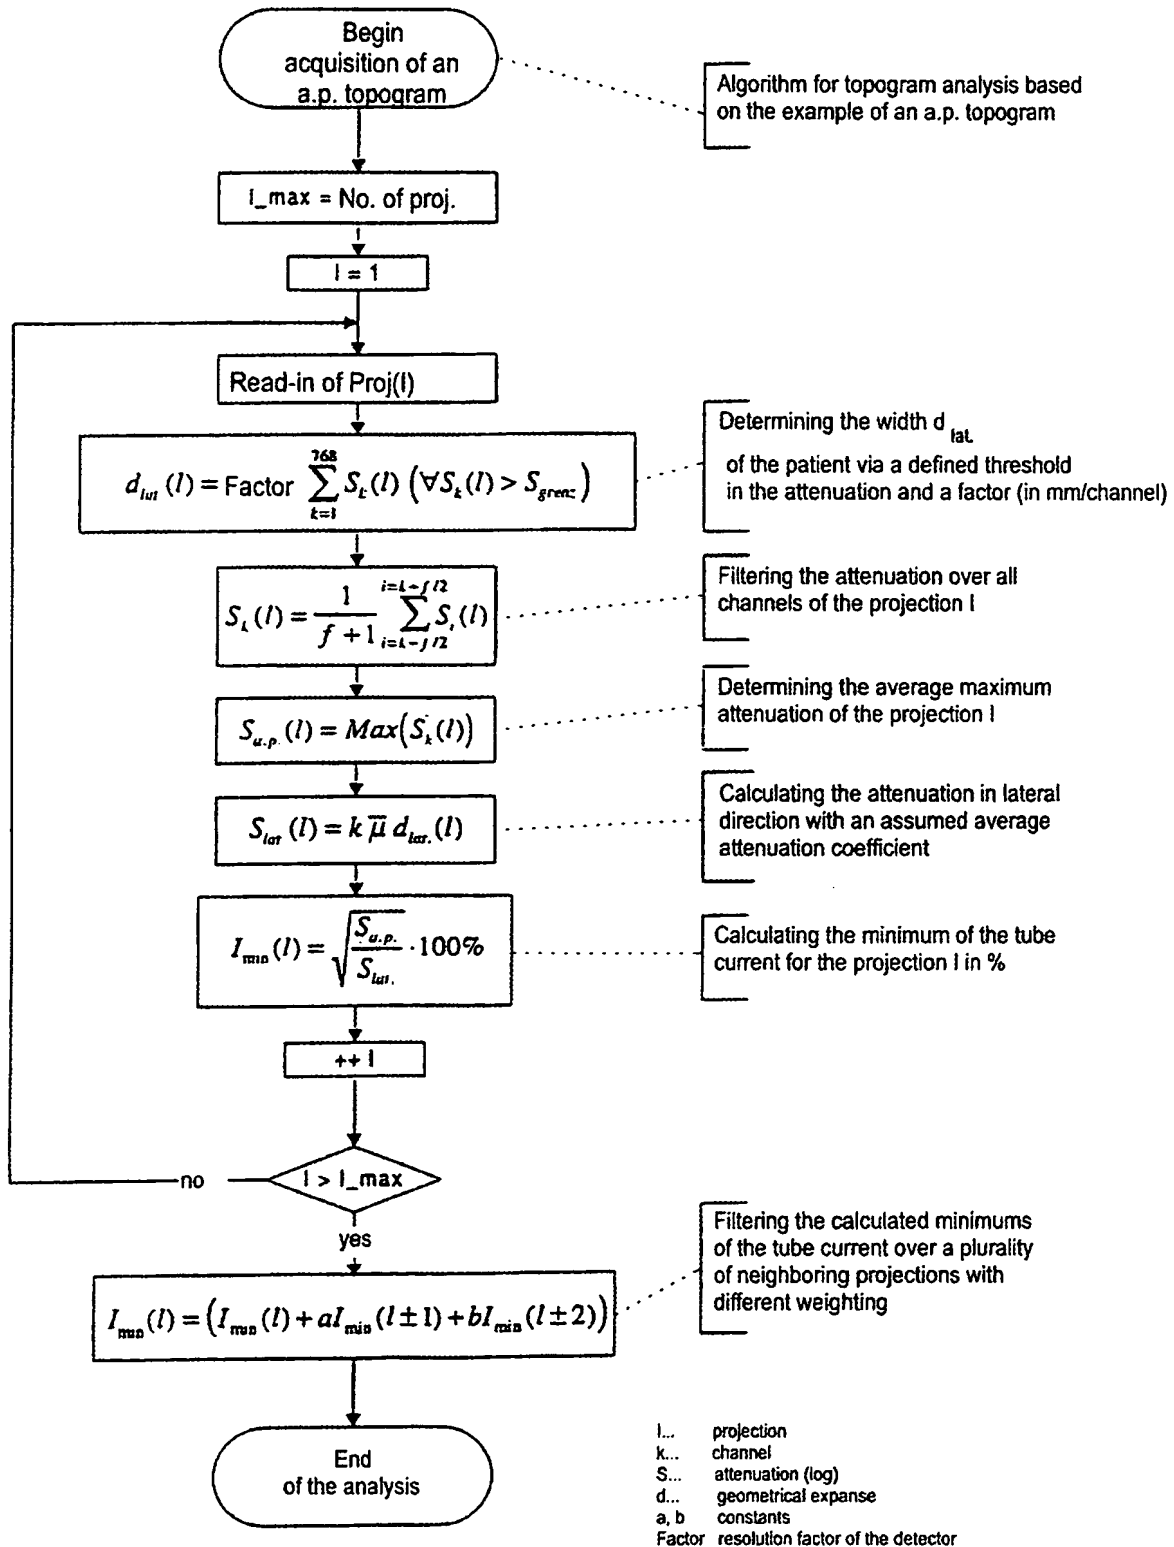 Begin
acquisition of an
a.p. topogram
Algorithm for topogram analysis based
on the example of an a.p. topogram
l_max = No. of proj.
l = 1
Read-in of Proj(l)
d_lat (l) = Factor ∑_{k=1}^{768} S_k(l) (∀S_k(l) > S_grenz)
Determining the width d lat.
of the patient via a defined threshold
in the attenuation and a factor (in mm/channel)
S_k(l) = 1/(f+1) ∑_{i=k-f/2}^{i=k-f/2} S_i(l)
Filtering the attenuation over all
channels of the projection l
S_a.p.(l) = Max(S_k(l))
Determining the average maximum
attenuation of the projection l
S_lat (l) = k μ̅ d_lat.(l)
Calculating the attenuation in lateral
direction with an assumed average
attenuation coefficient
I_min(l) = √(S_a.p./S_lat.) · 100%
Calculating the minimum of the tube
current for the projection l in %
++ l
l > l_max
no
yes
Filtering the calculated minimums
of the tube current over a plurality
of neighboring projections with
different weighting
I_min(l) = (I_min(l) + aI_min(l±1) + bI_min(l±2))
End
of the analysis
l... projection
k... channel
S... attenuation (log)
d... geometrical expanse
a, b constants
Factor resolution factor of the detector